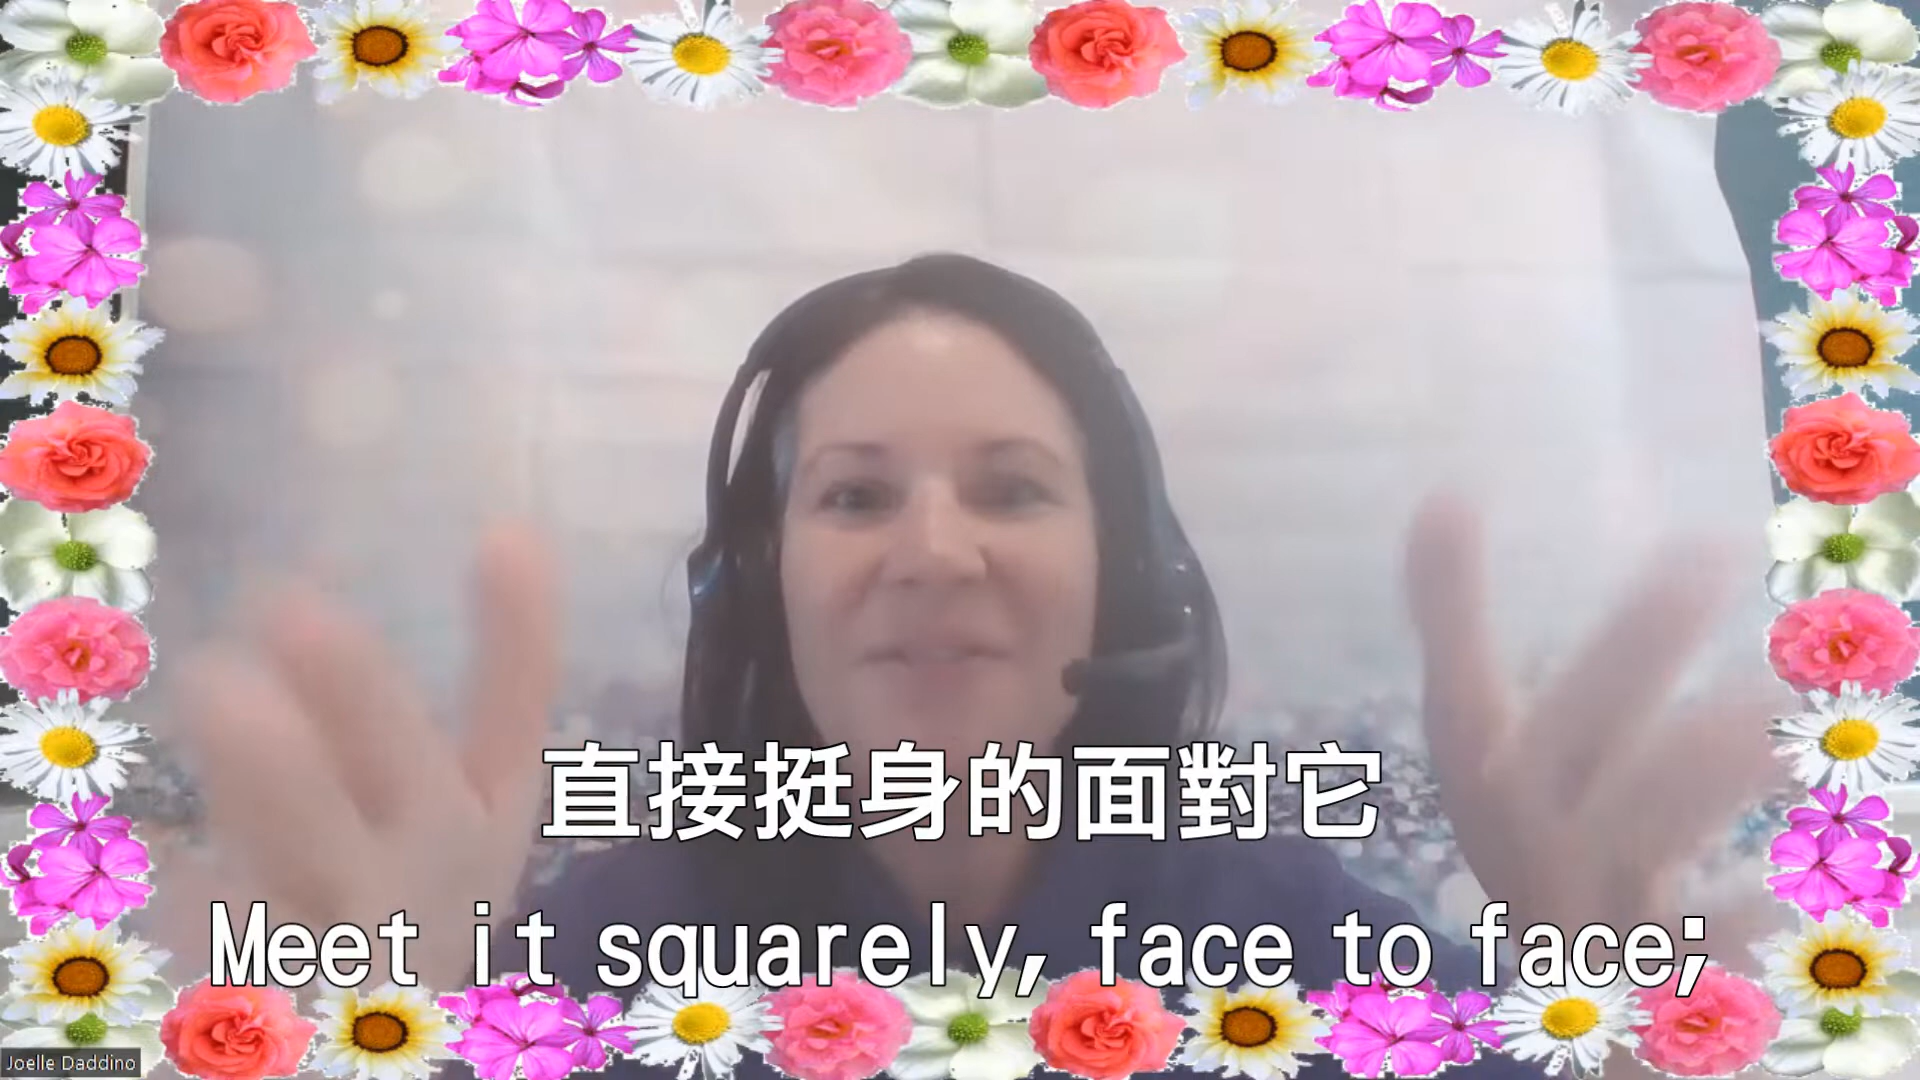 直接挺身的面對它
Meet it squarely, face to face;
Joelle Daddino